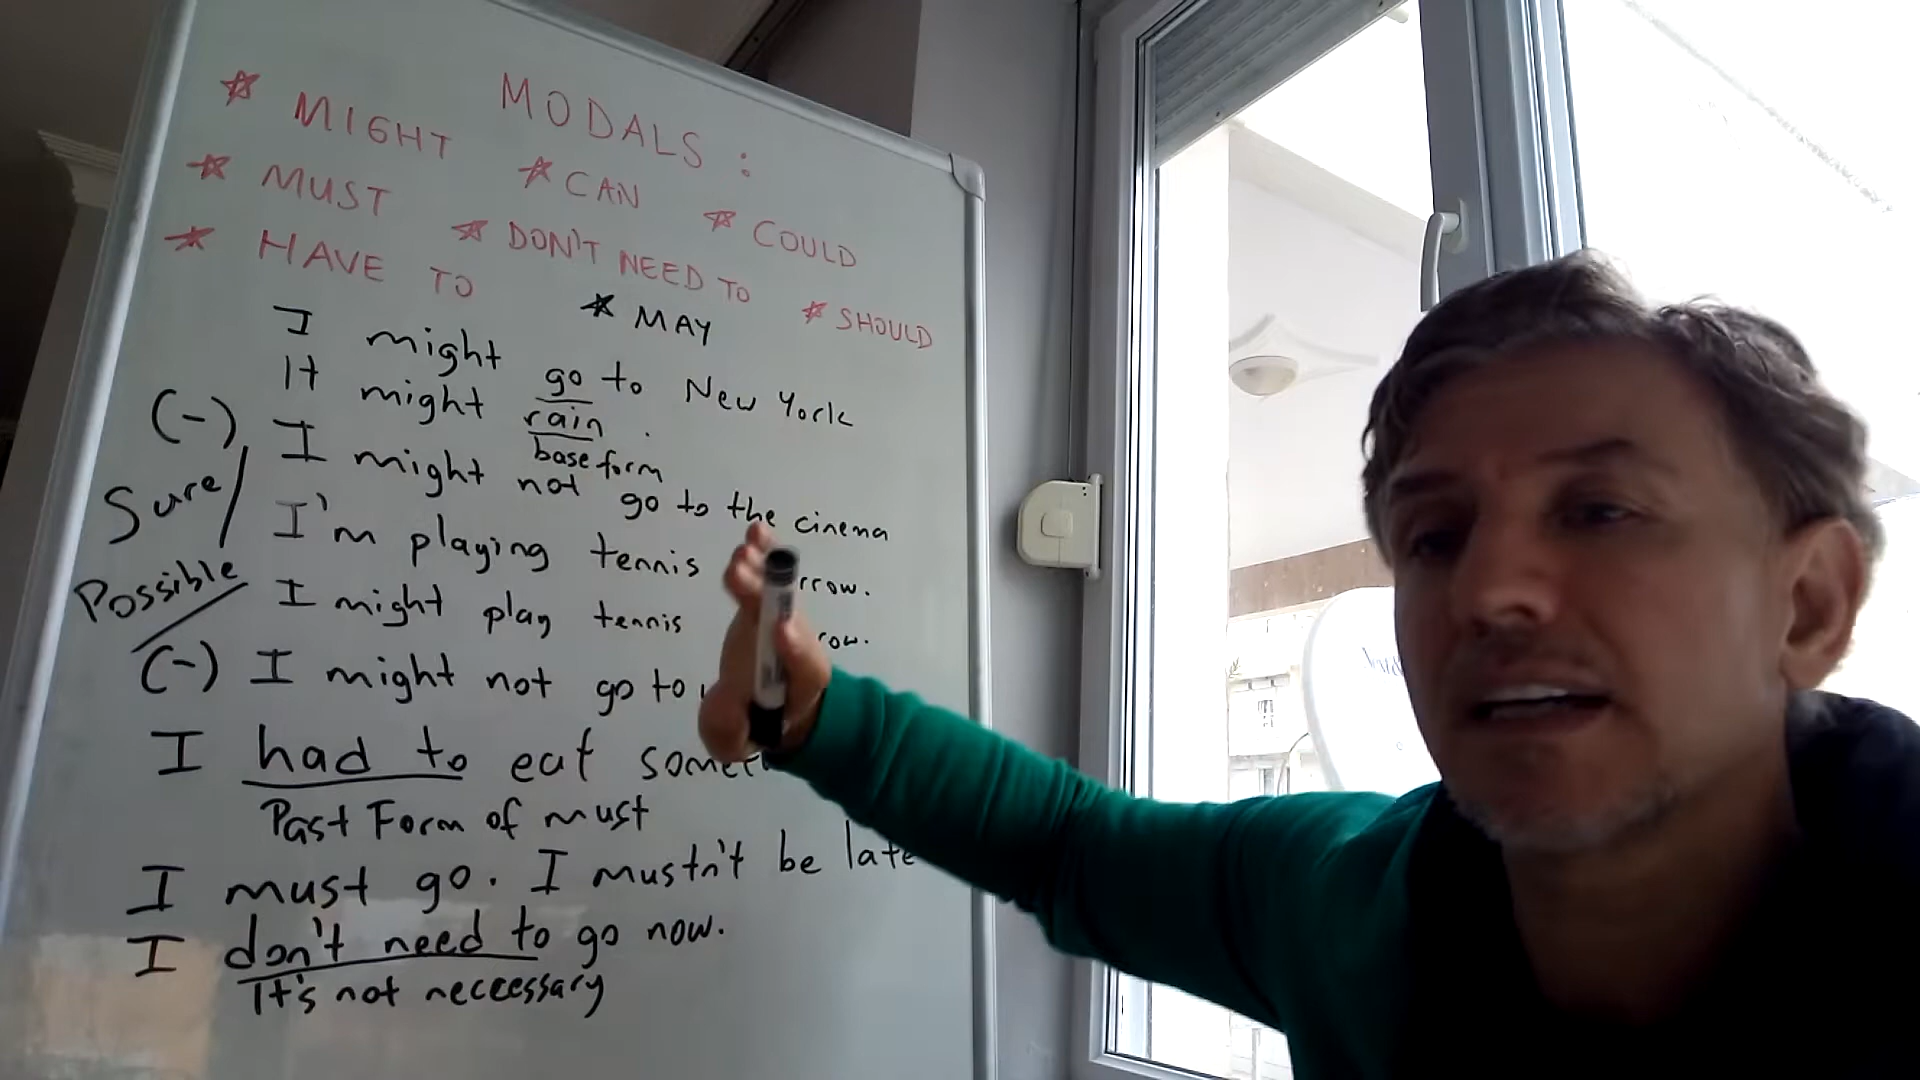 MODALS :
☆ MIGHT ☆ CAN ☆ COULD
☆ MUST ☆ DON'T NEED TO ☆ SHOULD
☆ HAVE TO ☆ MAY
I might go to New York
It might rain .
base form
(-) I might not go to the cinema
Sure / I'm playing tennis rrow.
Possible / I might play tennis row.
(-) I might not go to
I had to eat
Past Form of must
I must go. I mustn't be late
I don't need to go now.
It's not neccessary